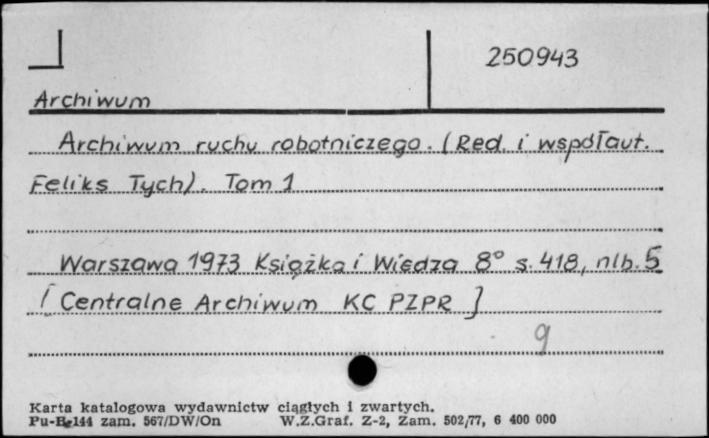 250943
Archiwum
Archiwum ruchu robotniczego. (Red. i współaut.
Feliks Tych). Tom 1
Warszawa 1973 Książka i Wiedza 8° s. 418, nlb. 5
[Centralne Archiwum KC PZPR]
g
Karta katalogowa wydawnictw ciągłych i zwartych.
Pu-B-144 zam. 567/DW/On W.Z.Graf. Z-2, Zam. 502/77, 6 400 000